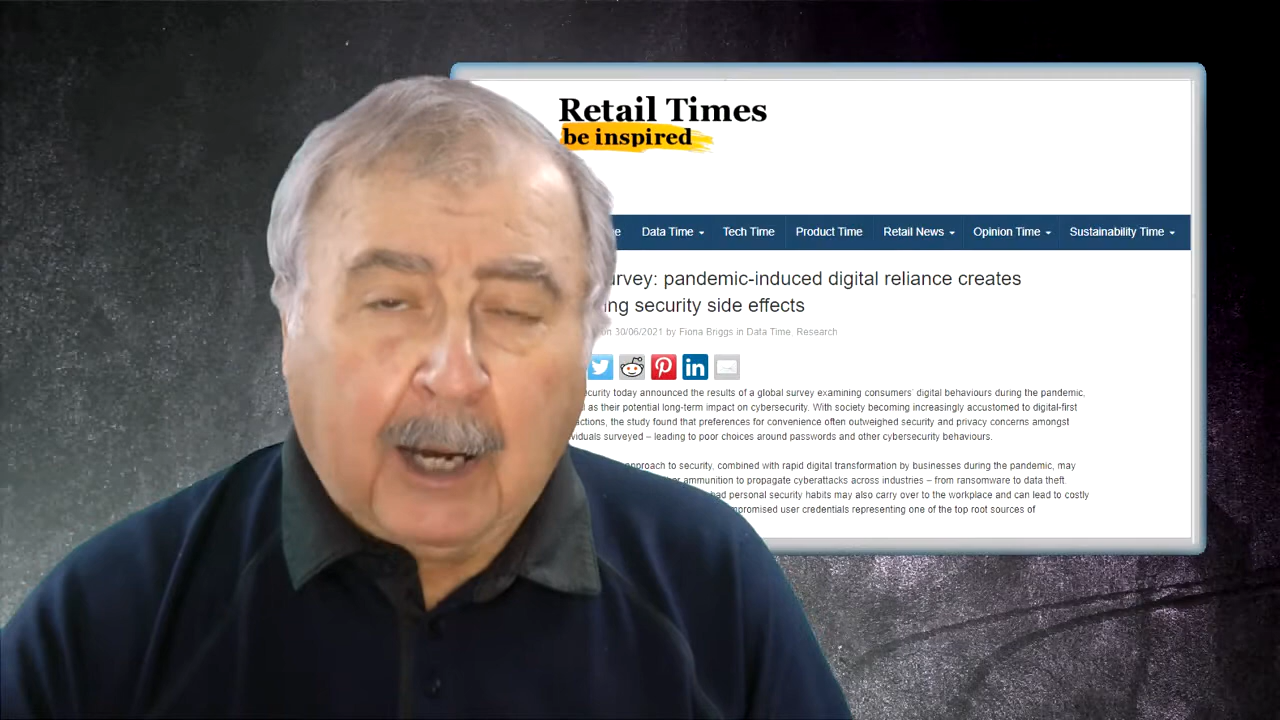 Retail Times
be inspired
Data Time Tech Time Product Time Retail News Opinion Time Sustainability Time
survey: pandemic-induced digital reliance creates
security side effects
on 30/06/2021 by Fiona Briggs in Data Time, Research
in
today announced the results of a global survey examining consumers' digital behaviours during the pandemic,
as their potential long-term impact on cybersecurity. With society becoming increasingly accustomed to digital-first
the study found that preferences for convenience often outweighed security and privacy concerns amongst
surveyed – leading to poor choices around passwords and other cybersecurity behaviours.
approach to security, combined with rapid digital transformation by businesses during the pandemic, may
ammunition to propagate cyberattacks across industries – from ransomware to data theft.
bad personal security habits may also carry over to the workplace and can lead to costly
compromised user credentials representing one of the top root sources of